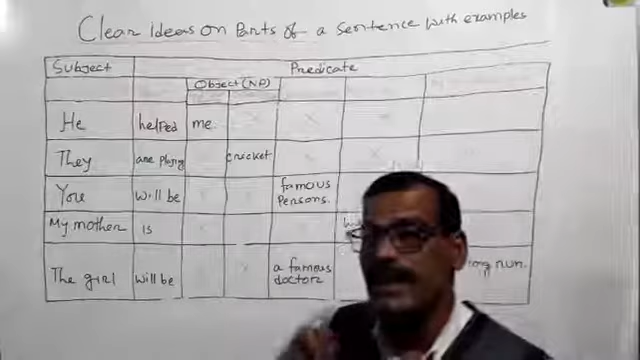 Clear ideas on Parts of a Sentence with examples
Subject Predicate
Object (NP)
He helped me. × × ×
They are playing cricket ×
You will be famous Persons.
My mother is
The girl will be × a famous doctor run.